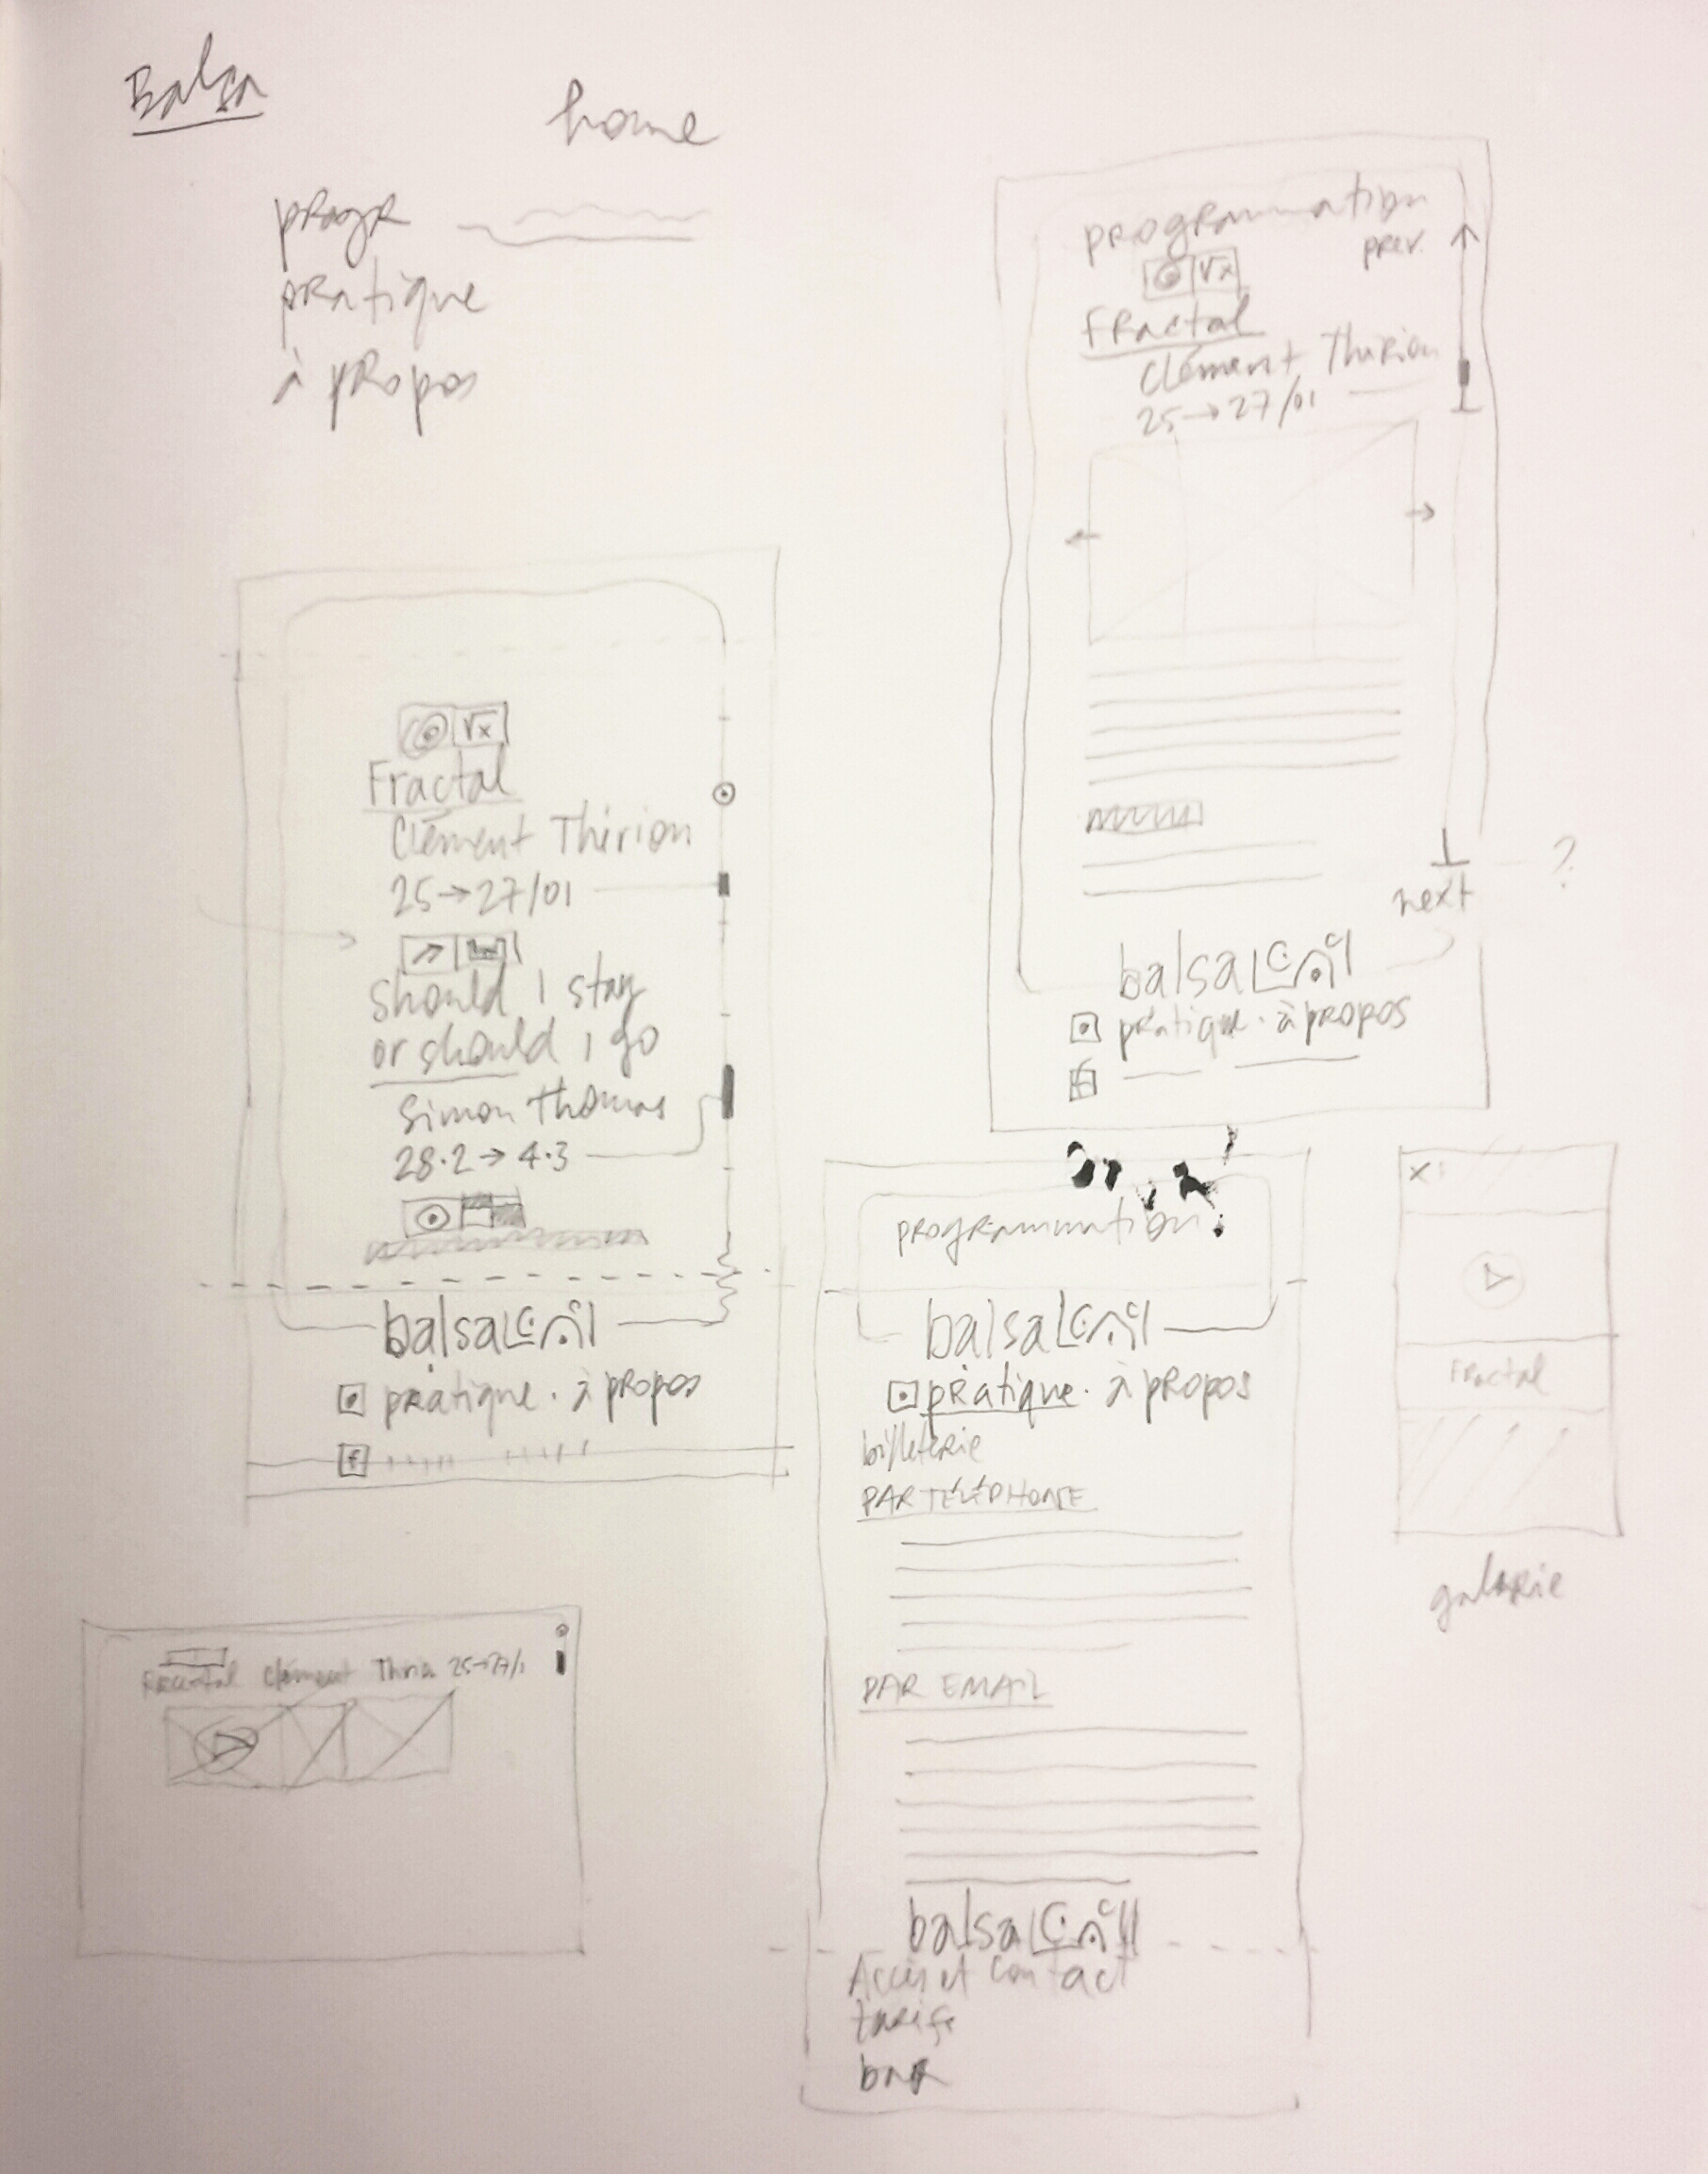 Balsa
home
progr
pratique
à propos
√x
Fractal
Clément Thirion
25→27/01
should I stay
or should I go
Simon Thomas
28.2→4.3
balsa
pratique. à propos
f
programmation
prev.
√x
Fractal
Clément Thirion
25→27/01
?
next
balsa
pratique. à propos
programmation
balsa
pratique. à propos
billeterie
PAR TÉLÉPHONE
PAR EMAIL
balsa
Accès et contact
tarifs
bar
X
Fractal
galerie
Fractal Clément 25→27/1